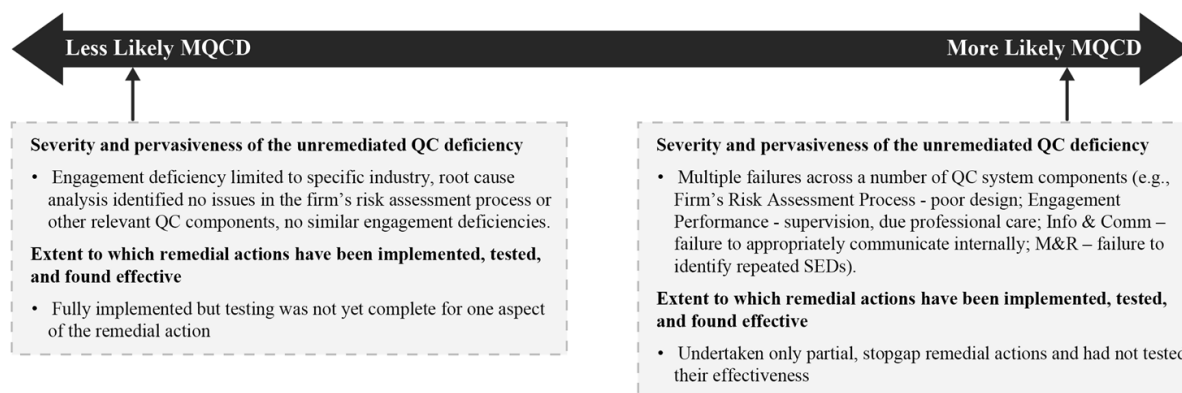 Less Likely MQCD
More Likely MQCD
Severity and pervasiveness of the unremediated QC deficiency
• Engagement deficiency limited to specific industry, root cause
analysis identified no issues in the firm's risk assessment process or
other relevant QC components, no similar engagement deficiencies.
Extent to which remedial actions have been implemented, tested,
and found effective
• Fully implemented but testing was not yet complete for one aspect
of the remedial action
Severity and pervasiveness of the unremediated QC deficiency
• Multiple failures across a number of QC system components (e.g.,
Firm's Risk Assessment Process - poor design; Engagement
Performance - supervision, due professional care; Info & Comm –
failure to appropriately communicate internally; M&R – failure to
identify repeated SEDs).
Extent to which remedial actions have been implemented, tested,
and found effective
• Undertaken only partial, stopgap remedial actions and had not tested
their effectiveness